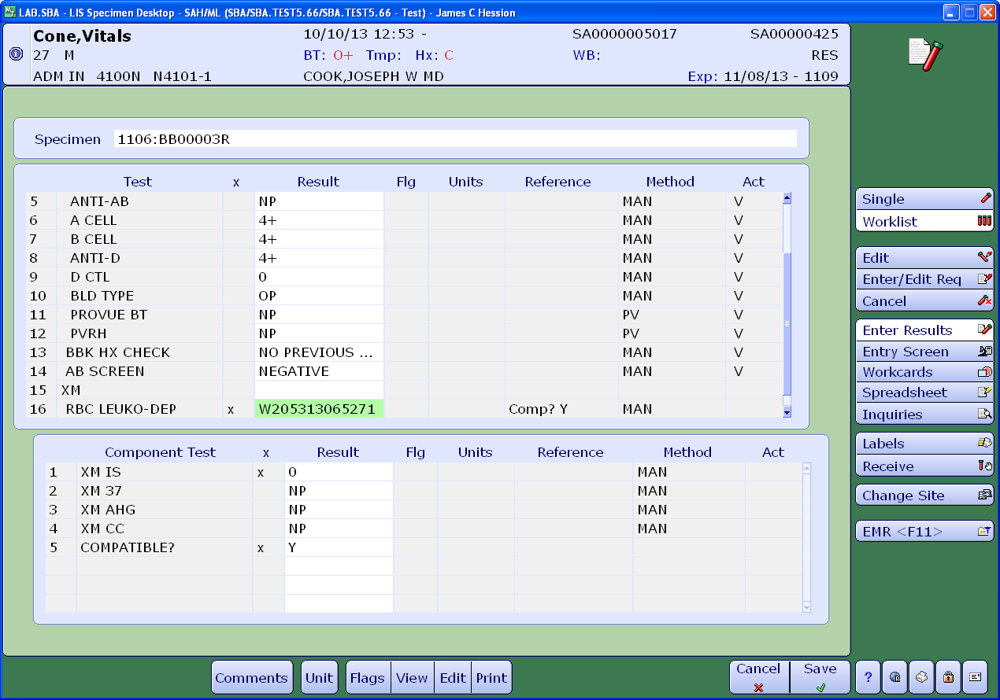 LAB.SBA - LIS Specimen Desktop - SAH/ML (SBA/SBA.TEST5.66/SBA.TEST5.66 - Test) - James C Hession
Cone,Vitals 10/10/13 12:53 - SA0000005017 SA00000425
27 M BT: O+ Tmp: Hx: C WB: RES
ADM IN 4100N N4101-1 COOK,JOSEPH W MD Exp: 11/08/13 - 1109
Specimen 1106:BB00003R
Test x Result Flg Units Reference Method Act
5 ANTI-AB NP MAN V
6 A CELL 4+ MAN V
7 B CELL 4+ MAN V
8 ANTI-D 4+ MAN V
9 D CTL 0 MAN V
10 BLD TYPE OP MAN V
11 PROVUE BT NP PV V
12 PVRH NP PV V
13 BBK HX CHECK NO PREVIOUS ... MAN V
14 AB SCREEN NEGATIVE MAN V
15 XM
16 RBC LEUKO-DEP x W205313065271 Comp? Y MAN
Component Test x Result Flg Units Reference Method Act
1 XM IS x 0 MAN
2 XM 37 NP MAN
3 XM AHG NP MAN
4 XM CC NP MAN
5 COMPATIBLE? x Y
Single
Worklist
Edit
Enter/Edit Req
Cancel
Enter Results
Entry Screen
Workcards
Spreadsheet
Inquiries
Labels
Receive
Change Site
EMR <F11>
Comments Unit Flags View Edit Print Cancel Save ?